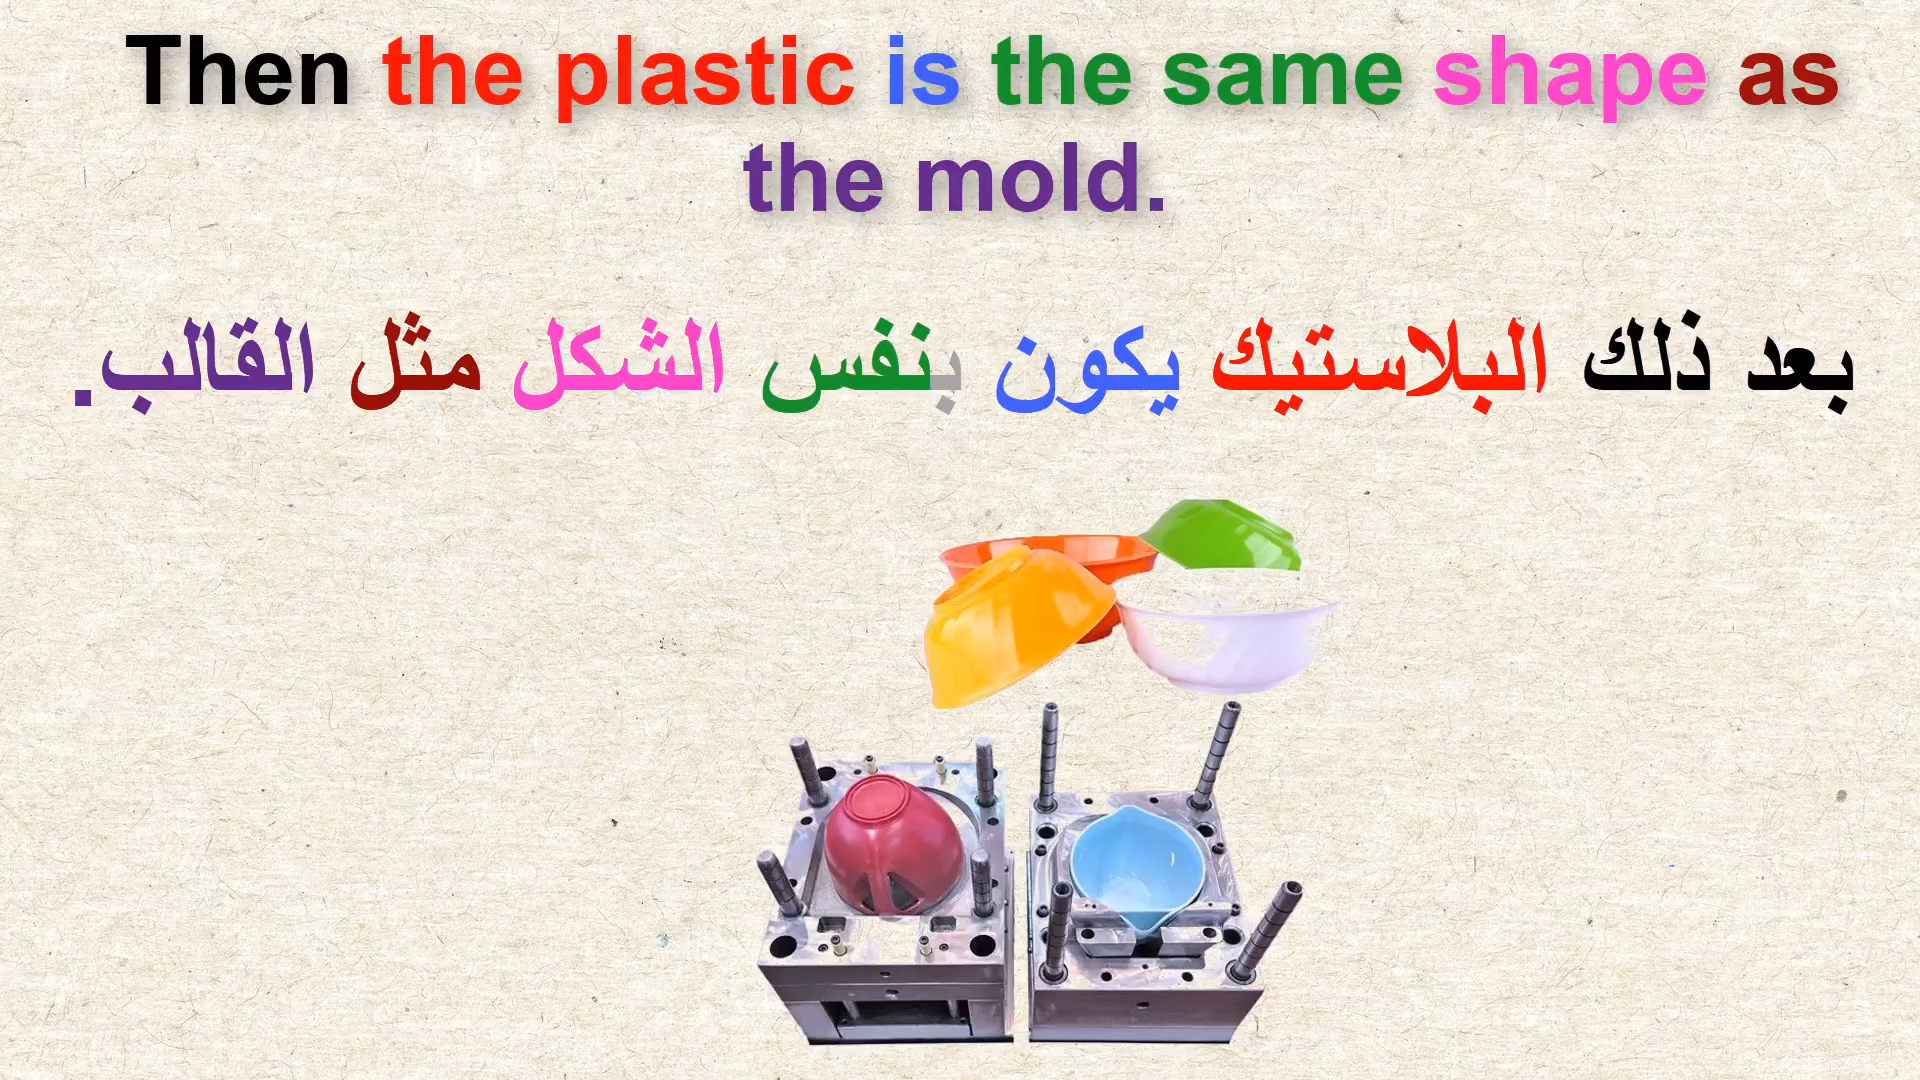 Then the plastic is the same shape as
the mold.
بعد ذلك البلاستيك يكون بنفس الشكل مثل القالب.